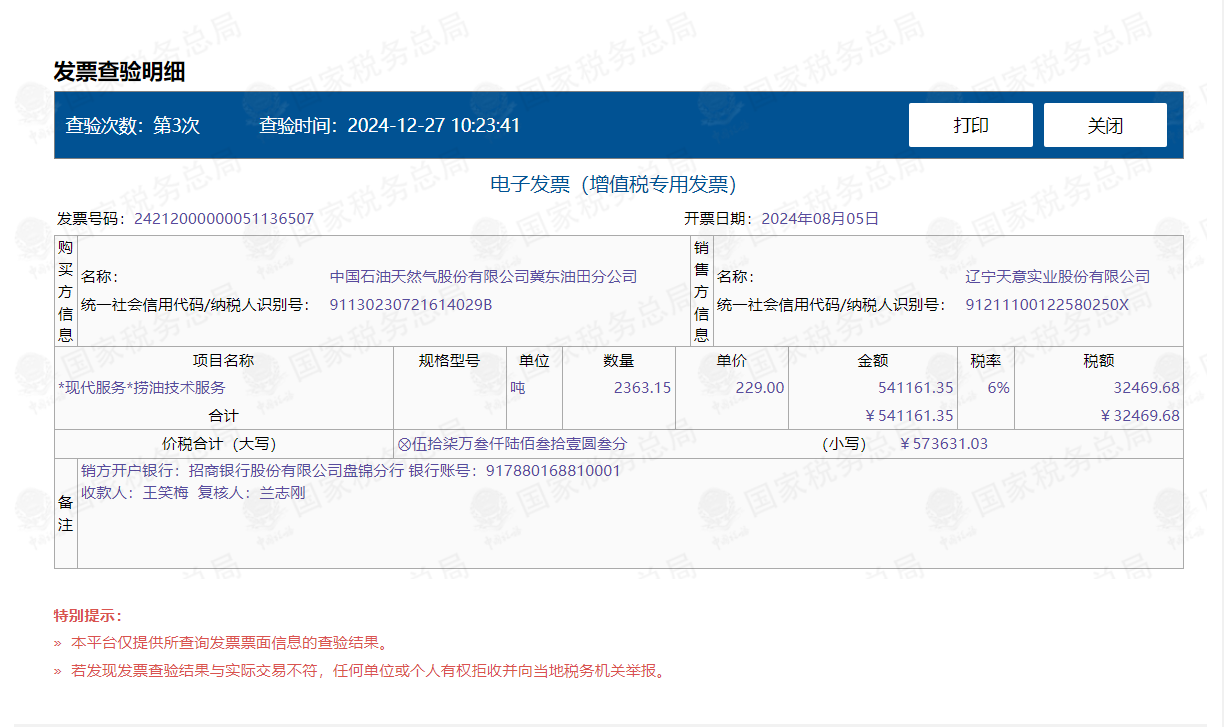 发票查验明细
查验次数：第3次 查验时间：2024-12-27 10:23:41 打印 关闭
电子发票（增值税专用发票）
发票号码：24212000000051136507 开票日期：2024年08月05日
购买方信息 名称： 中国石油天然气股份有限公司冀东油田分公司 销售方信息 名称： 辽宁天意实业股份有限公司
统一社会信用代码/纳税人识别号： 91130230721614029B 统一社会信用代码/纳税人识别号： 91211100122580250X
项目名称 规格型号 单位 数量 单价 金额 税率 税额
*现代服务*捞油技术服务 吨 2363.15 229.00 541161.35 6% 32469.68
合计 ￥541161.35 ￥32469.68
价税合计（大写） ⊗伍拾柒万叁仟陆佰叁拾壹圆叁分 （小写） ￥573631.03
备注 销方开户银行：招商银行股份有限公司盘锦分行 银行账号：917880168810001
收款人：王笑梅 复核人：兰志刚
特别提示：
» 本平台仅提供所查询发票票面信息的查验结果。
» 若发现发票查验结果与实际交易不符，任何单位或个人有权拒收并向当地税务机关举报。
国家税务总局
中国税务